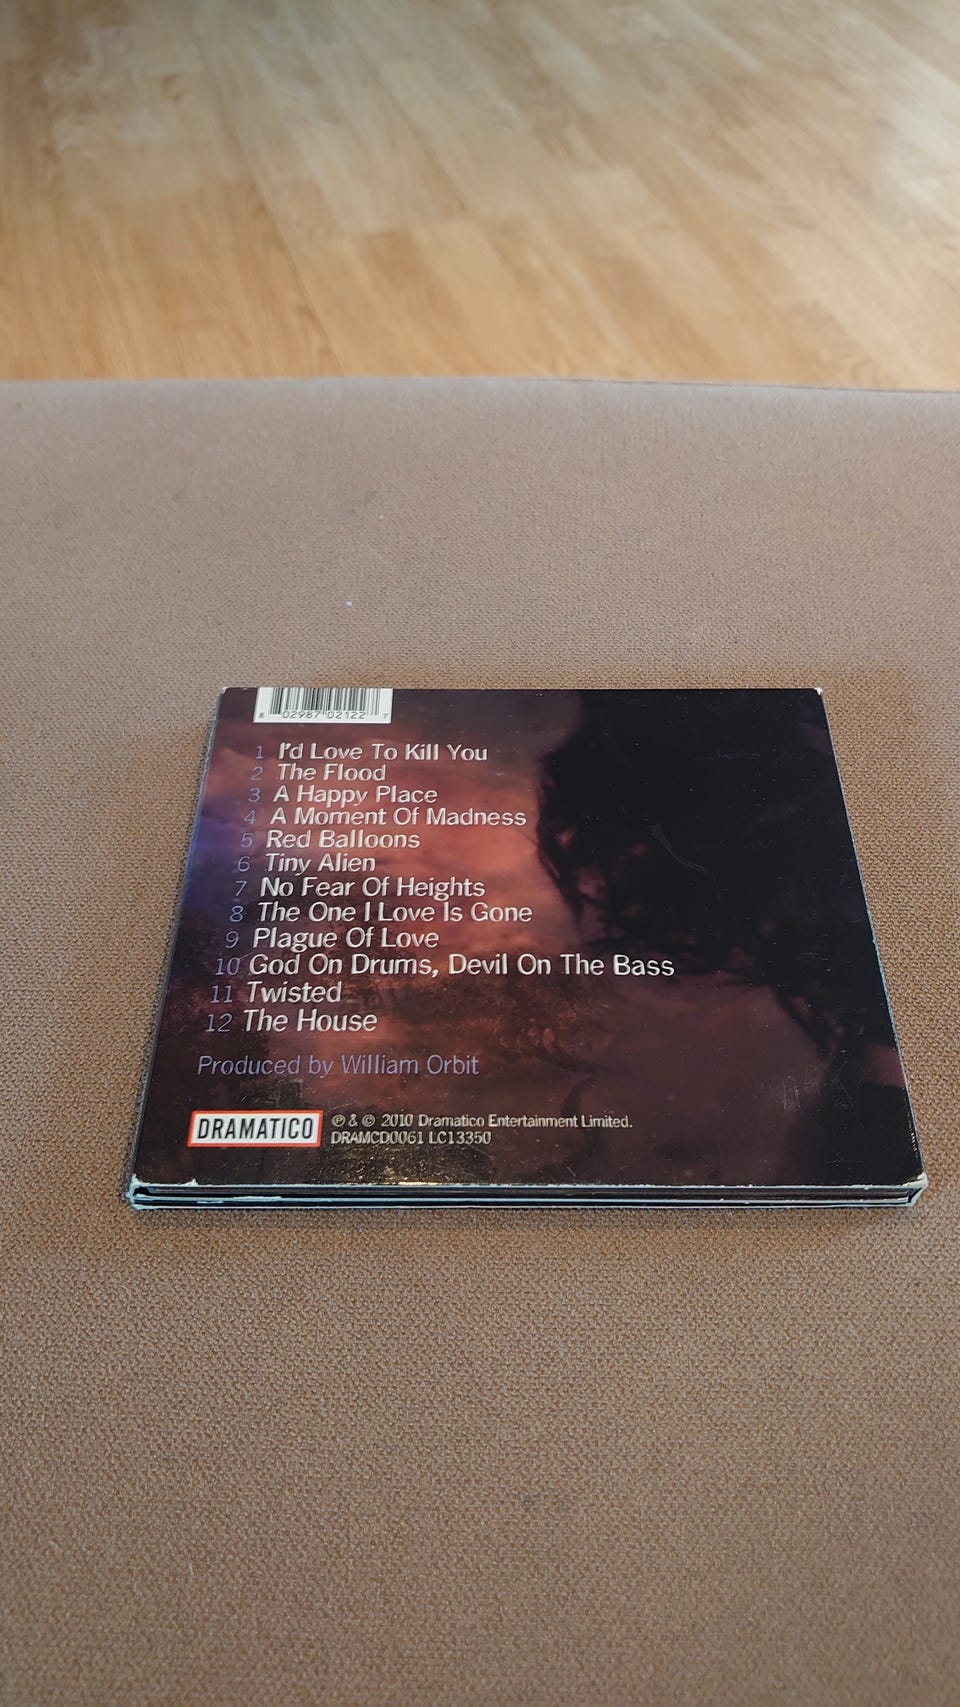 6 02987 02122 7
1 I'd Love To Kill You
2 The Flood
3 A Happy Place
4 A Moment Of Madness
5 Red Balloons
6 Tiny Alien
7 No Fear Of Heights
8 The One I Love Is Gone
9 Plague Of Love
10 God On Drums, Devil On The Bass
11 Twisted
12 The House
Produced by William Orbit
DRAMATICO
℗ & © 2010 Dramatico Entertainment Limited.
DRAMCD0061 LC13350